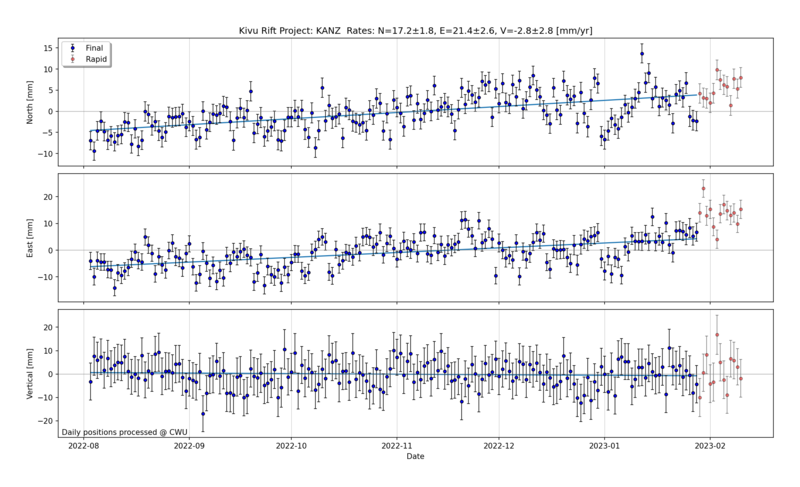 Kivu Rift Project: KANZ  Rates: N=17.2±1.8, E=21.4±2.6, V=-2.8±2.8 [mm/yr]
Final
Rapid
North [mm]
15
10
5
0
−5
−10
East [mm]
20
10
0
−10
Vertical [mm]
20
10
0
−10
−20
Daily positions processed @ CWU
2022-08
2022-09
2022-10
2022-11
2022-12
2023-01
2023-02
Date